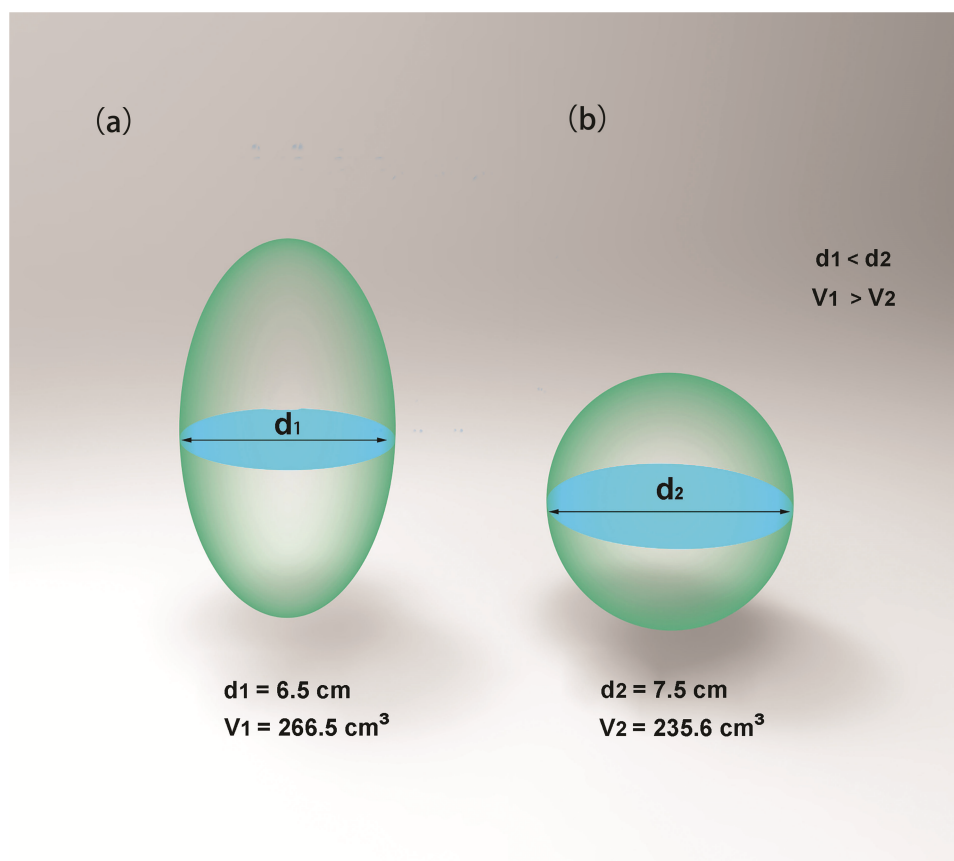 (a)
(b)
d1 < d2
V1 > V2
d1
d2
d1 = 6.5 cm
V1 = 266.5 cm³
d2 = 7.5 cm
V2 = 235.6 cm³